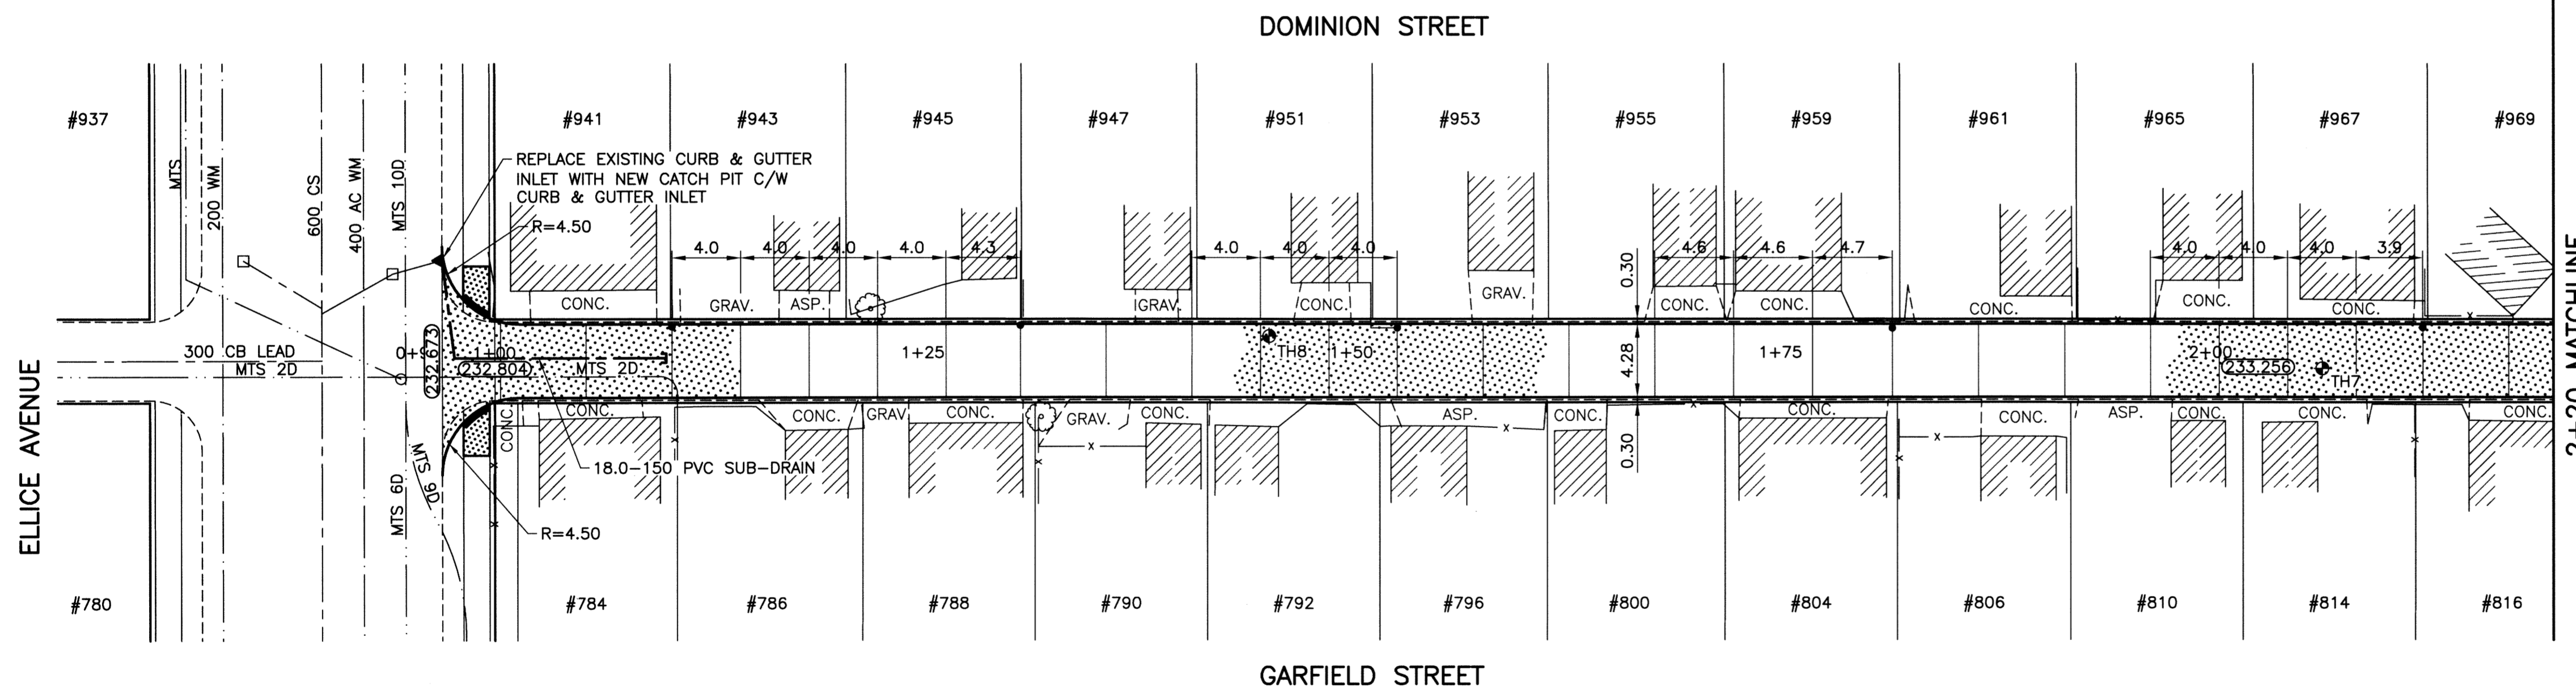 DOMINION STREET
#937
#941
#943
#945
#947
#951
#953
#955
#959
#961
#965
#967
#969
MTS
200 WM
600 CS
400 AC WM
MTS 10D
REPLACE EXISTING CURB & GUTTER
INLET WITH NEW CATCH PIT C/W
CURB & GUTTER INLET
R=4.50
4.0
4.0
4.0
4.0
4.3
4.0
4.0
4.0
0.30
4.6
4.6
4.7
4.0
4.0
4.0
3.9
CONC.
GRAV.
ASP.
GRAV.
CONC.
GRAV.
CONC.
CONC.
CONC.
CONC.
CONC.
ELLICE AVENUE
300 CB LEAD
MTS 2D
232.673
1+00
232.804
MTS 2D
1+25
TH8
1+50
4.28
1+75
2+00
233.256
TH7
2+20 MATCHLINE
CONC.
CONC.
CONC.
GRAV.
CONC.
GRAV.
CONC.
ASP.
CONC.
CONC.
CONC.
ASP.
CONC.
CONC.
CONC.
MTS 6D
MTS 6D
18.0-150 PVC SUB-DRAIN
0.30
R=4.50
#780
#784
#786
#788
#790
#792
#796
#800
#804
#806
#810
#814
#816
GARFIELD STREET